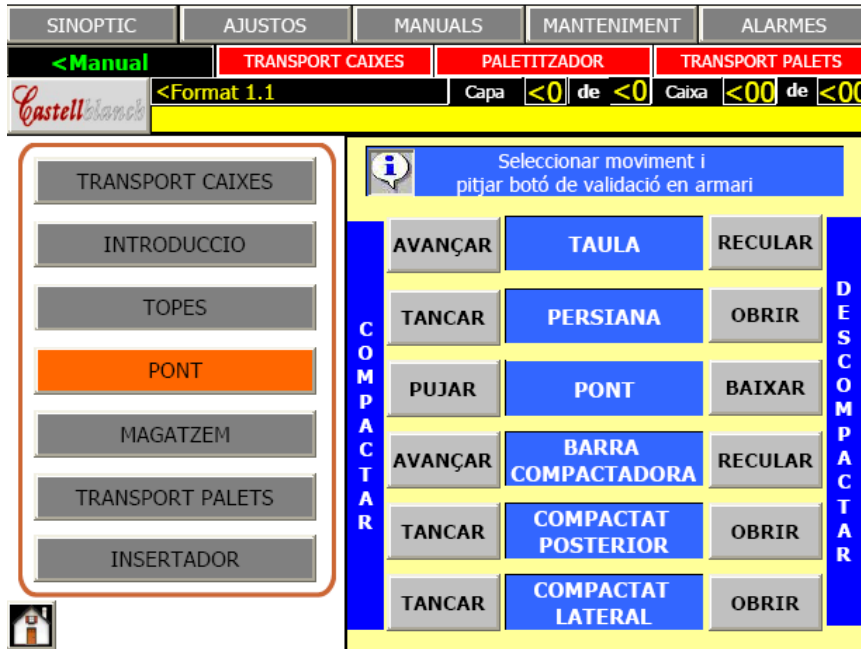 SINOPTIC AJUSTOS MANUALS MANTENIMENT ALARMES
<Manual TRANSPORT CAIXES PALETITZADOR TRANSPORT PALETS
Castellblanch <Format 1.1 Capa <0 de <0 Caixa <00 de <00
TRANSPORT CAIXES
INTRODUCCIO
TOPES
PONT
MAGATZEM
TRANSPORT PALETS
INSERTADOR
Seleccionar moviment i
pitjar botó de validació en armari
COMPACTAR
AVANÇAR TAULA RECULAR
TANCAR PERSIANA OBRIR
PUJAR PONT BAIXAR
AVANÇAR BARRA COMPACTADORA RECULAR
TANCAR COMPACTAT POSTERIOR OBRIR
TANCAR COMPACTAT LATERAL OBRIR
DESCOMPACTAR